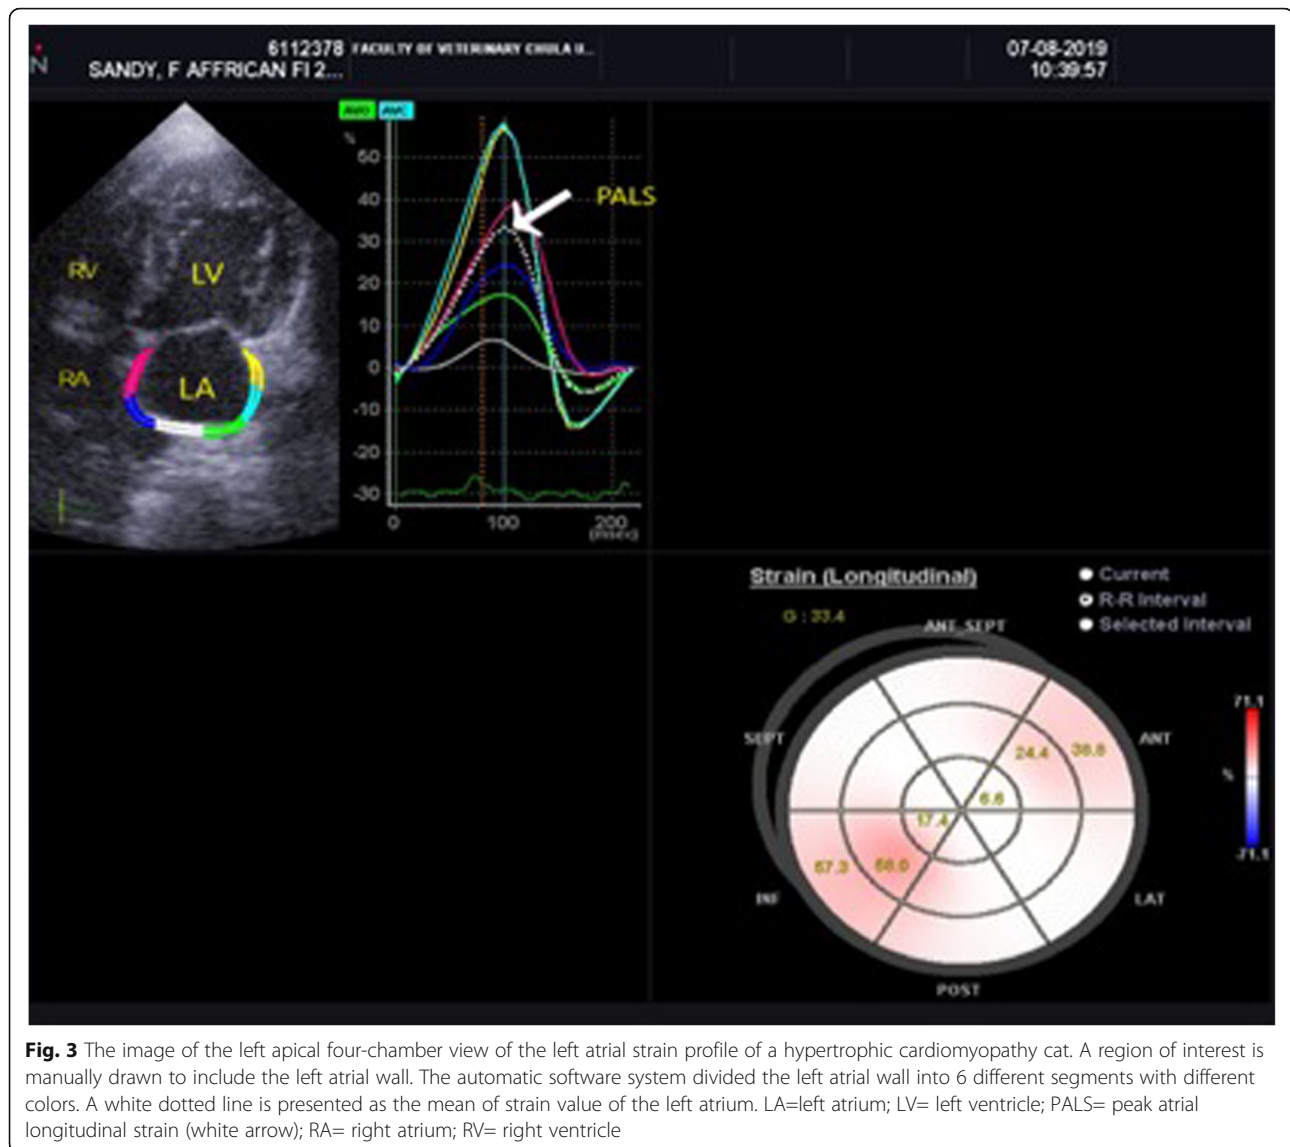 6112378 FACULTY OF VETERINARY CHULA U...
07-08-2019
N
SANDY, F AFFRICAN FI 2...
10:39:57
AVO AVC
%
50
40
30
20
10
0
-10
-20
-30
0 100 200
(msec)
PALS
RV
LV
RA
LA
Strain (Longitudinal)
Current
R-R Interval
Selected Interval
G : 33.4
ANT_SEPT
SEPT
ANT
24.4
38.8
6.6
17.4
57.3
58.0
INF
LAT
POST
71.1
%
-71.1
Fig. 3 The image of the left apical four-chamber view of the left atrial strain profile of a hypertrophic cardiomyopathy cat. A region of interest is
manually drawn to include the left atrial wall. The automatic software system divided the left atrial wall into 6 different segments with different
colors. A white dotted line is presented as the mean of strain value of the left atrium. LA=left atrium; LV= left ventricle; PALS= peak atrial
longitudinal strain (white arrow); RA= right atrium; RV= right ventricle